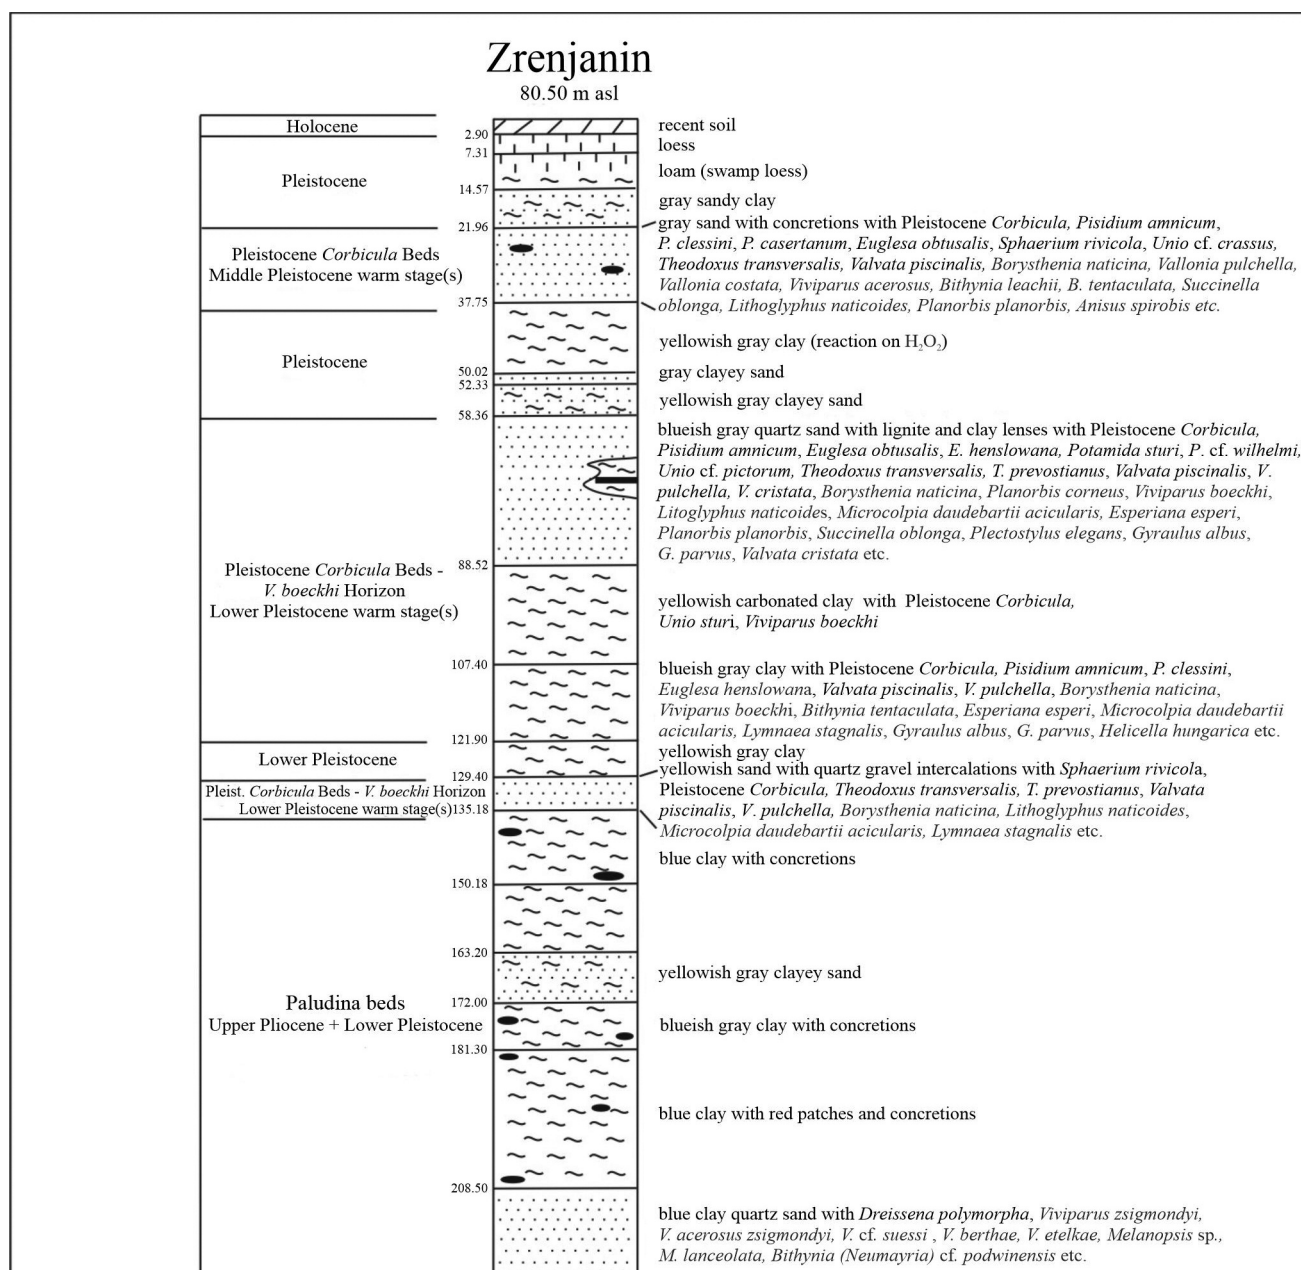 Zrenjanin
80.50 m asl
Holocene
recent soil
2.90
loess
7.31
Pleistocene
loam (swamp loess)
14.57
gray sandy clay
21.96
gray sand with concretions with Pleistocene Corbicula, Pisidium amnicum,
P. clessini, P. casertanum, Euglesa obtusalis, Sphaerium rivicola, Unio cf. crassus,
Theodoxus transversalis, Valvata piscinalis, Borysthenia naticina, Vallonia pulchella,
Vallonia costata, Viviparus acerosus, Bithynia leachii, B. tentaculata, Succinella
oblonga, Lithoglyphus naticoides, Planorbis planorbis, Anisus spirobis etc.
Pleistocene Corbicula Beds
Middle Pleistocene warm stage(s)
37.75
yellowish gray clay (reaction on H₂O₂)
Pleistocene
50.02
gray clayey sand
52.33
yellowish gray clayey sand
58.36
blueish gray quartz sand with lignite and clay lenses with Pleistocene Corbicula,
Pisidium amnicum, Euglesa obtusalis, E. henslowana, Potamida sturi, P. cf. wilhelmi,
Unio cf. pictorum, Theodoxus transversalis, T. prevostianus, Valvata piscinalis, V.
pulchella, V. cristata, Borysthenia naticina, Planorbis corneus, Viviparus boeckhi,
Litoglyphus naticoides, Microcolpia daudebartii acicularis, Esperiana esperi,
Planorbis planorbis, Succinella oblonga, Plectostylus elegans, Gyraulus albus,
G. parvus, Valvata cristata etc.
88.52
Pleistocene Corbicula Beds -
V. boeckhi Horizon
Lower Pleistocene warm stage(s)
yellowish carbonated clay with Pleistocene Corbicula,
Unio sturi, Viviparus boeckhi
107.40
blueish gray clay with Pleistocene Corbicula, Pisidium amnicum, P. clessini,
Euglesa henslowana, Valvata piscinalis, V. pulchella, Borysthenia naticina,
Viviparus boeckhi, Bithynia tentaculata, Esperiana esperi, Microcolpia daudebartii
acicularis, Lymnaea stagnalis, Gyraulus albus, G. parvus, Helicella hungarica etc.
121.90
Lower Pleistocene
yellowish gray clay
129.40
yellowish sand with quartz gravel intercalations with Sphaerium rivicola,
Pleistocene Corbicula, Theodoxus transversalis, T. prevostianus, Valvata
piscinalis, V. pulchella, Borysthenia naticina, Lithoglyphus naticoides,
Microcolpia daudebartii acicularis, Lymnaea stagnalis etc.
Pleist. Corbicula Beds - V. boeckhi Horizon
Lower Pleistocene warm stage(s)
135.18
blue clay with concretions
150.18
163.20
yellowish gray clayey sand
172.00
Paludina beds
Upper Pliocene + Lower Pleistocene
blueish gray clay with concretions
181.30
blue clay with red patches and concretions
208.50
blue clay quartz sand with Dreissena polymorpha, Viviparus zsigmondyi,
V. acerosus zsigmondyi, V. cf. suessi , V. berthae, V. etelkae, Melanopsis sp.,
M. lanceolata, Bithynia (Neumayria) cf. podwinensis etc.